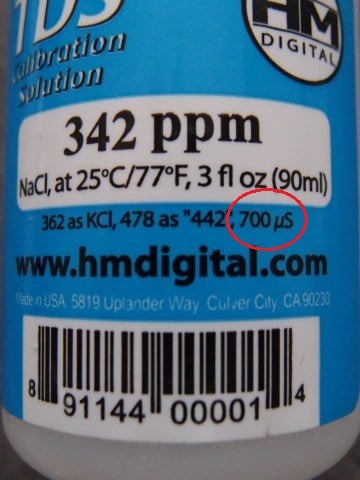 TDS
Calibration
Solution
HM
DIGITAL
342 ppm
NaCl, at 25°C/77°F, 3 fl oz (90ml)
362 as KCl, 478 as "442", 700 µS
www.hmdigital.com
Made in USA 5819 Uplander Way, Culver City, CA 90230
8 91144 00001 4